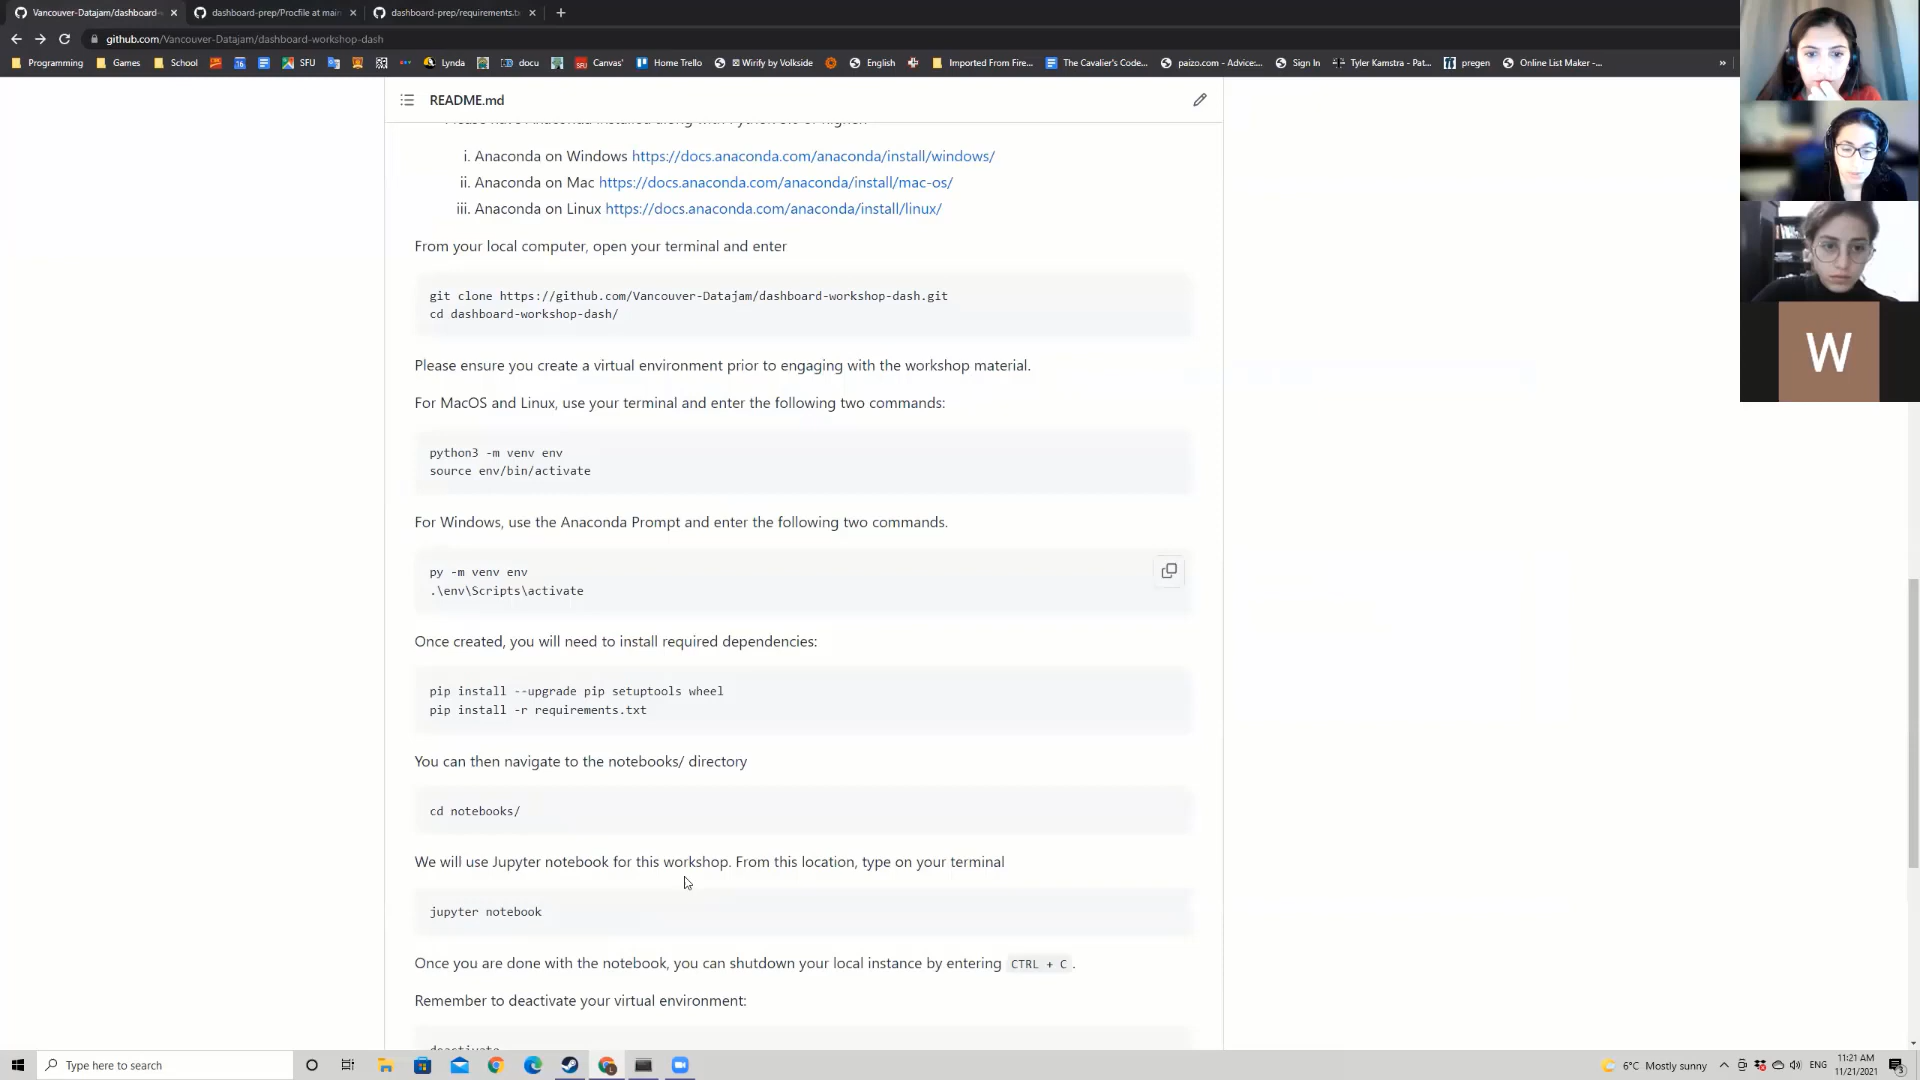 Vancouver-Datajam/dashboard-
dashboard-prep/Procfile at main
dashboard-prep/requirements.t
github.com/Vancouver-Datajam/dashboard-workshop-dash
Programming
Games
School
SFU
Lynda
docu
Canvas'
Home Trello
Wirify by Volkside
English
Imported From Fire...
The Cavalier's Code...
paizo.com - Advice:...
Sign In
Tyler Kamstra - Pat...
pregen
Online List Maker -...
README.md
i. Anaconda on Windows https://docs.anaconda.com/anaconda/install/windows/
ii. Anaconda on Mac https://docs.anaconda.com/anaconda/install/mac-os/
iii. Anaconda on Linux https://docs.anaconda.com/anaconda/install/linux/
From your local computer, open your terminal and enter
git clone https://github.com/Vancouver-Datajam/dashboard-workshop-dash.git
cd dashboard-workshop-dash/
Please ensure you create a virtual environment prior to engaging with the workshop material.
For MacOS and Linux, use your terminal and enter the following two commands:
python3 -m venv env
source env/bin/activate
For Windows, use the Anaconda Prompt and enter the following two commands.
py -m venv env
.\env\Scripts\activate
Once created, you will need to install required dependencies:
pip install --upgrade pip setuptools wheel
pip install -r requirements.txt
You can then navigate to the notebooks/ directory
cd notebooks/
We will use Jupyter notebook for this workshop. From this location, type on your terminal
jupyter notebook
Once you are done with the notebook, you can shutdown your local instance by entering CTRL + C.
Remember to deactivate your virtual environment:
W
Type here to search
6°C Mostly sunny
ENG
11:21 AM
11/21/2021